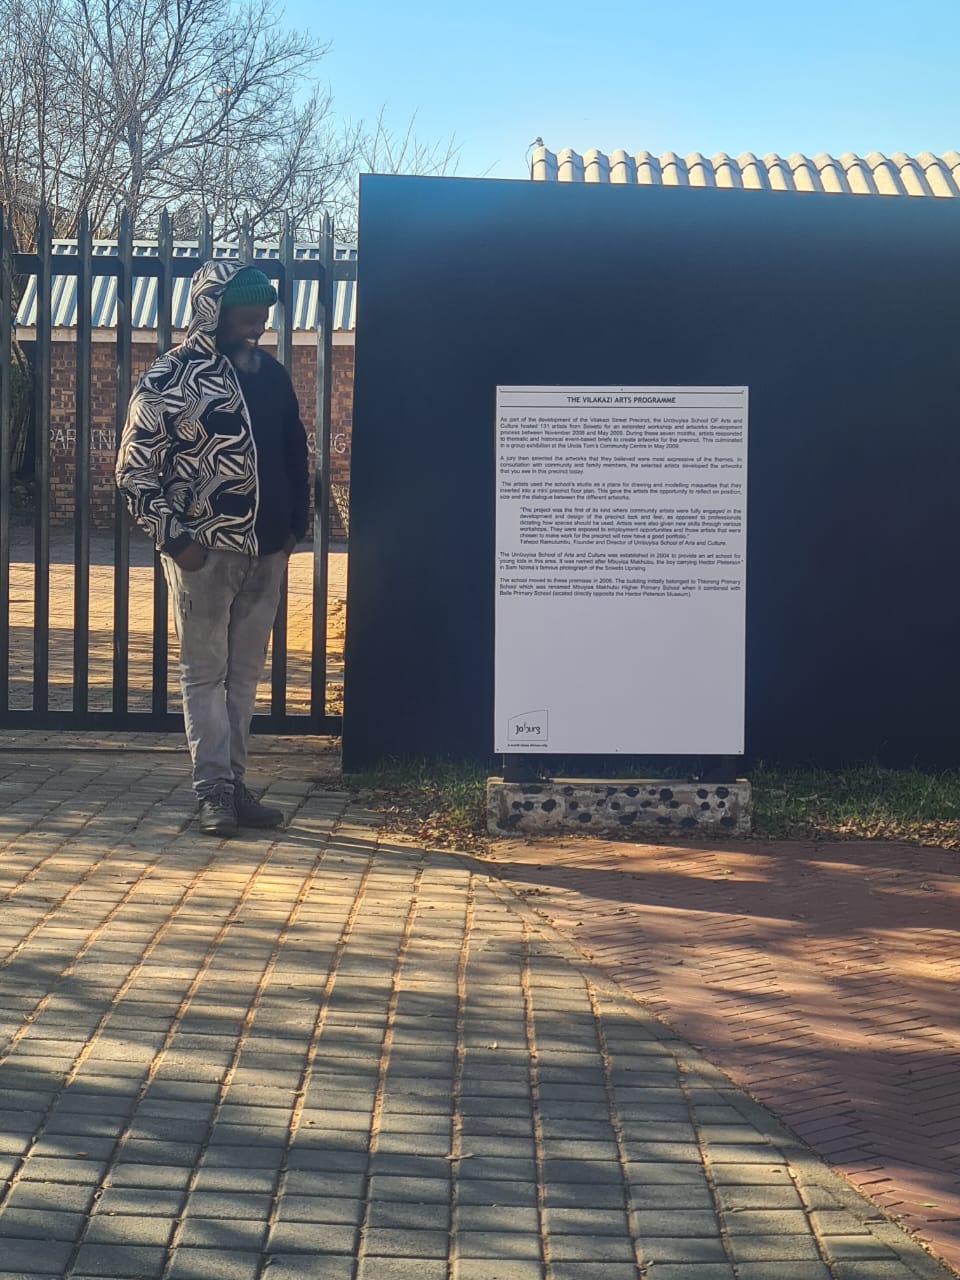 THE VILAKAZI ARTS PROGRAMME
As part of the development of the Vilakazi Street Precinct, the Umbuyisa School OF Arts and
Culture hosted 131 artists from Soweto for an extended workshop and artworks development
process between November 2008 and May 2009. During these seven months, artists responded
to thematic and historical event-based briefs to create artworks for the precinct. This culminated
in a group exhibition at the Uncle Tom's Community Centre in May 2009.
A jury then selected the artworks that they believed were most expressive of the themes. In
consultation with community and family members, the selected artists developed the artworks
that you see in this precinct today.
The artists used the school's studio as a place for drawing and modelling maquettes that they
inserted into a mini precinct floor plan. This gave the artists the opportunity to reflect on position,
size and the dialogue between the different artworks.
"The project was the first of its kind where community artists were fully engaged in the
development and design of the precinct look and feel, as opposed to professionals
dictating how spaces should be used. Artists were also given new skills through various
workshops. They were exposed to employment opportunities and those artists that were
chosen to make work for the precinct will now have a good portfolio."
Tshepo Ramutumbu, Founder and Director of Umbuyisa School of Arts and Culture.
The Umbuyisa School of Arts and Culture was established in 2004 to provide an art school for
young kids in this area. It was named after Mbuyisa Makhubu, the boy carrying Hector Pieterson
in Sam Nzima's famous photograph of the Soweto Uprising.
The school moved to these premises in 2006. The building initially belonged to Thloreng Primary
School which was renamed Mbuyisa Makhubu Higher Primary School when it combined with
Belle Primary School (located directly opposite the Hector Pieterson Museum).
Joburg
a world class african city